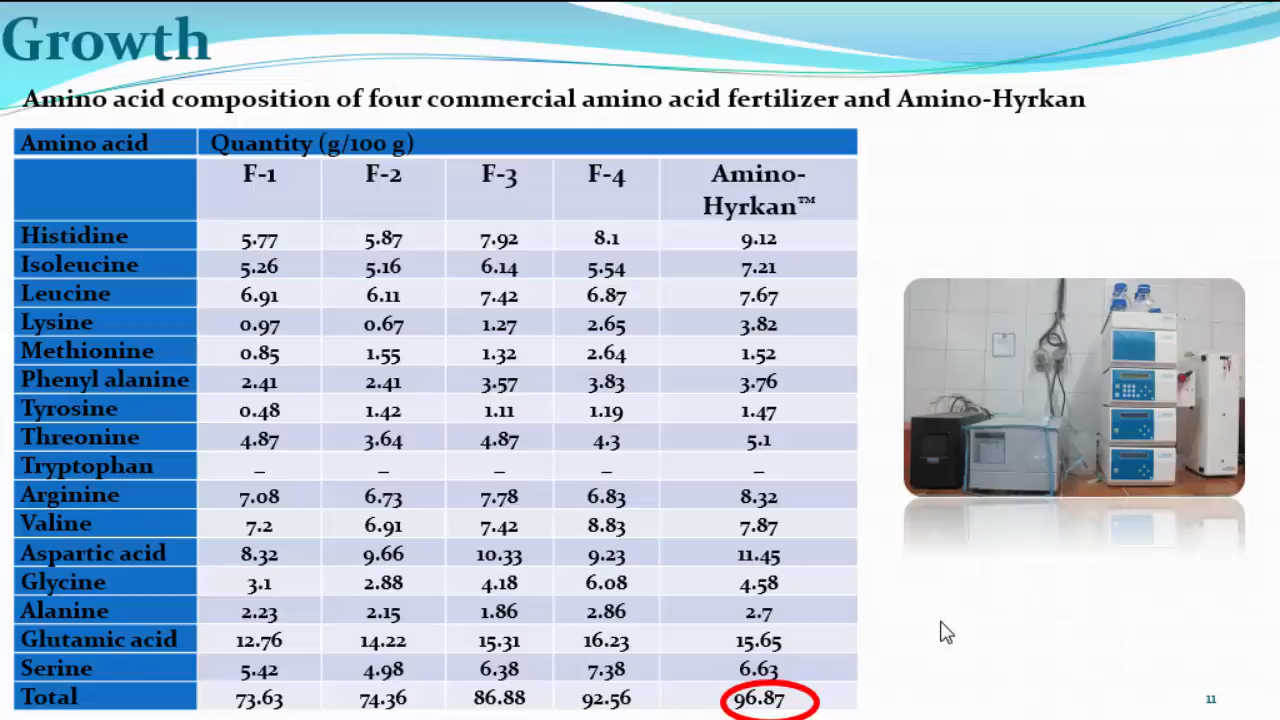 Growth
Amino acid composition of four commercial amino acid fertilizer and Amino-Hyrkan
Amino acid Quantity (g/100 g)
F-1 F-2 F-3 F-4 Amino-
Hyrkan™
Histidine 5.77 5.87 7.92 8.1 9.12
Isoleucine 5.26 5.16 6.14 5.54 7.21
Leucine 6.91 6.11 7.42 6.87 7.67
Lysine 0.97 0.67 1.27 2.65 3.82
Methionine 0.85 1.55 1.32 2.64 1.52
Phenyl alanine 2.41 2.41 3.57 3.83 3.76
Tyrosine 0.48 1.42 1.11 1.19 1.47
Threonine 4.87 3.64 4.87 4.3 5.1
Tryptophan – – – – –
Arginine 7.08 6.73 7.78 6.83 8.32
Valine 7.2 6.91 7.42 8.83 7.87
Aspartic acid 8.32 9.66 10.33 9.23 11.45
Glycine 3.1 2.88 4.18 6.08 4.58
Alanine 2.23 2.15 1.86 2.86 2.7
Glutamic acid 12.76 14.22 15.31 16.23 15.65
Serine 5.42 4.98 6.38 7.38 6.63
Total 73.63 74.36 86.88 92.56 96.87
11